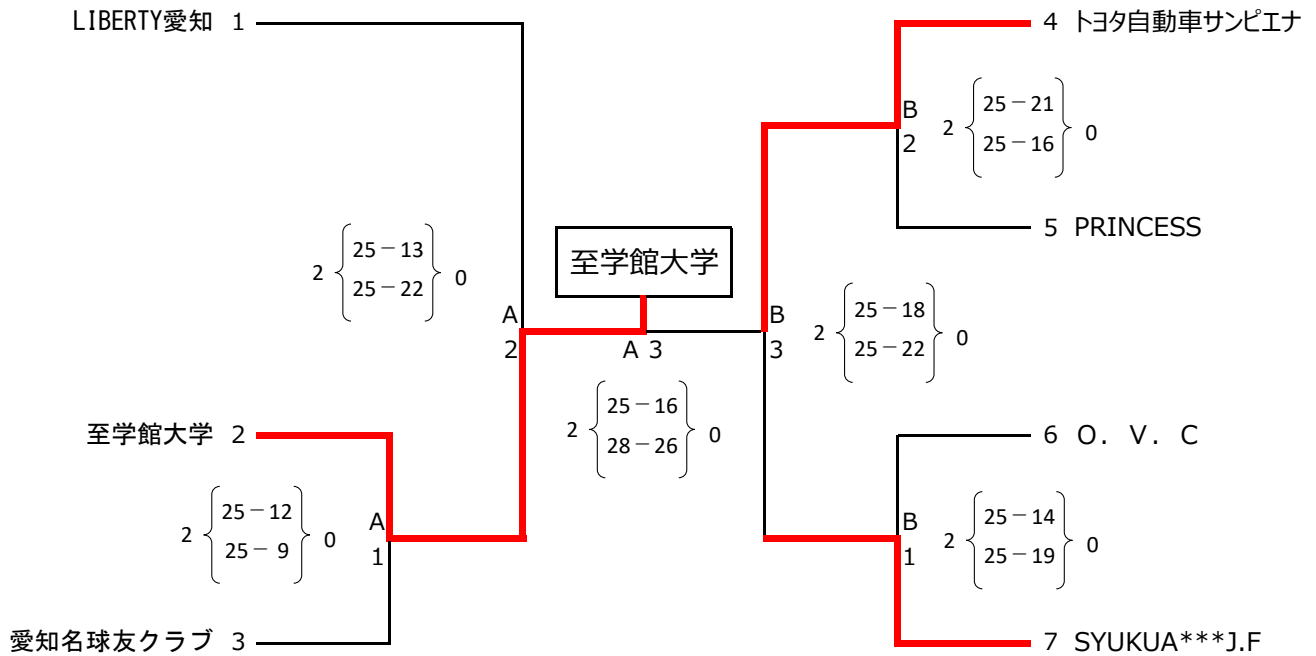 LIBERTY愛知 1
4 トヨタ自動車サンピエナ
B
2
2 25-21 0
25-16
5 PRINCESS
2 25-13 0
25-22
至学館大学
A
2
A 3
B
3
2 25-18 0
25-22
2 25-16 0
28-26
至学館大学 2
6 O. V. C
2 25-12 0
25- 9
A
1
B
1
2 25-14 0
25-19
愛知名球友クラブ 3
7 SYUKUA***J.F